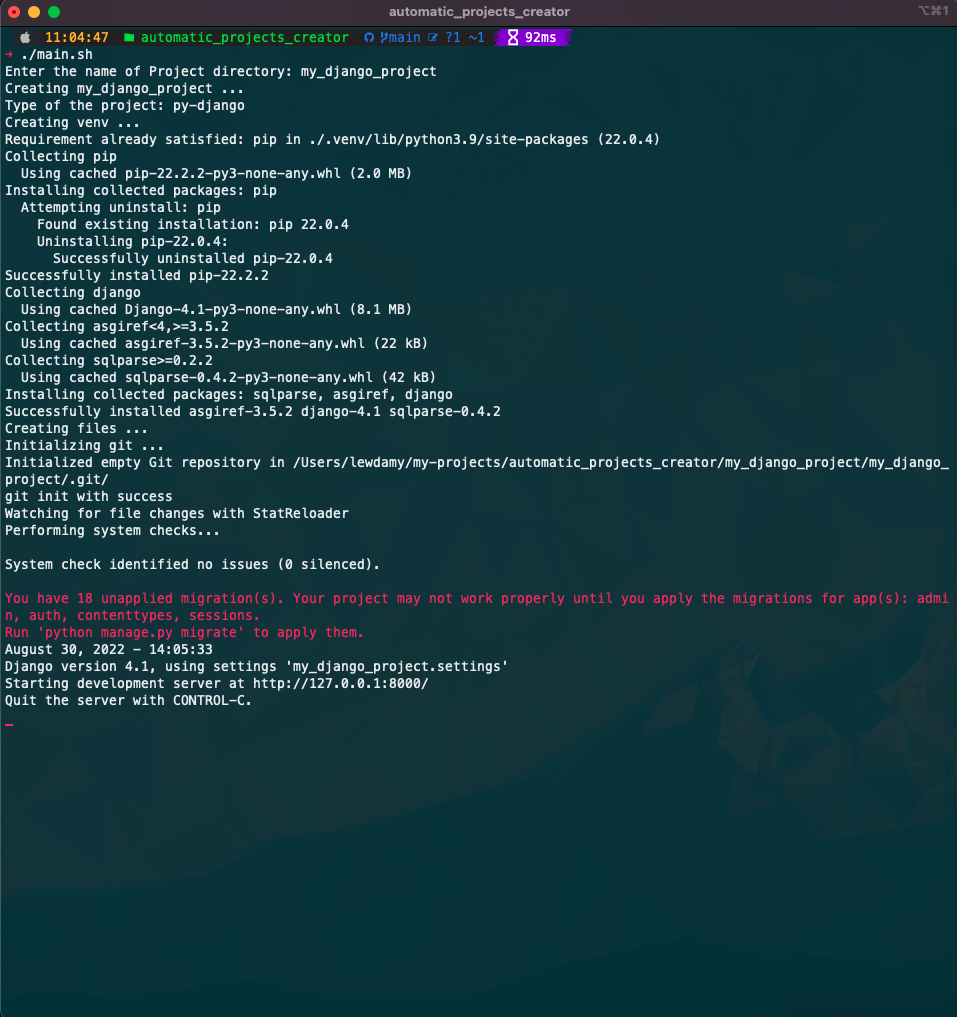 automatic_projects_creator
⌥⌘1
11:04:47 automatic_projects_creator main ?1 ~1 92ms
→ ./main.sh
Enter the name of Project directory: my_django_project
Creating my_django_project ...
Type of the project: py-django
Creating venv ...
Requirement already satisfied: pip in ./.venv/lib/python3.9/site-packages (22.0.4)
Collecting pip
  Using cached pip-22.2.2-py3-none-any.whl (2.0 MB)
Installing collected packages: pip
  Attempting uninstall: pip
    Found existing installation: pip 22.0.4
    Uninstalling pip-22.0.4:
      Successfully uninstalled pip-22.0.4
Successfully installed pip-22.2.2
Collecting django
  Using cached Django-4.1-py3-none-any.whl (8.1 MB)
Collecting asgiref<4,>=3.5.2
  Using cached asgiref-3.5.2-py3-none-any.whl (22 kB)
Collecting sqlparse>=0.2.2
  Using cached sqlparse-0.4.2-py3-none-any.whl (42 kB)
Installing collected packages: sqlparse, asgiref, django
Successfully installed asgiref-3.5.2 django-4.1 sqlparse-0.4.2
Creating files ...
Initializing git ...
Initialized empty Git repository in /Users/lewdamy/my-projects/automatic_projects_creator/my_django_project/my_django_
project/.git/
git init with success
Watching for file changes with StatReloader
Performing system checks...

System check identified no issues (0 silenced).

You have 18 unapplied migration(s). Your project may not work properly until you apply the migrations for app(s): admi
n, auth, contenttypes, sessions.
Run 'python manage.py migrate' to apply them.
August 30, 2022 - 14:05:33
Django version 4.1, using settings 'my_django_project.settings'
Starting development server at http://127.0.0.1:8000/
Quit the server with CONTROL-C.